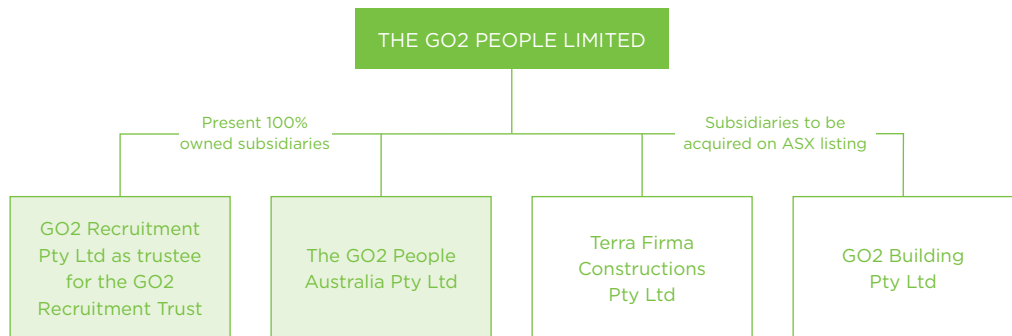 THE GO2 PEOPLE LIMITED
Present 100%
owned subsidiaries
Subsidiaries to be
acquired on ASX listing
GO2 Recruitment
Pty Ltd as trustee
for the GO2
Recruitment Trust
The GO2 People
Australia Pty Ltd
Terra Firma
Constructions
Pty Ltd
GO2 Building
Pty Ltd